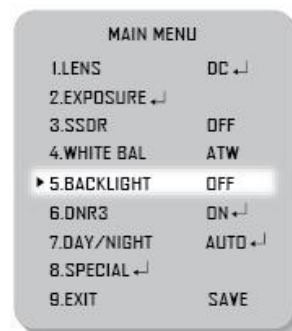 MAIN MENU
1.LENS DC ↵
2.EXPOSURE ↵
3.SSDR OFF
4.WHITE BAL ATW
▶ 5.BACKLIGHT OFF
6.DNR3 ON ↵
7.DAY/NIGHT AUTO ↵
8.SPECIAL ↵
9.EXIT SAVE